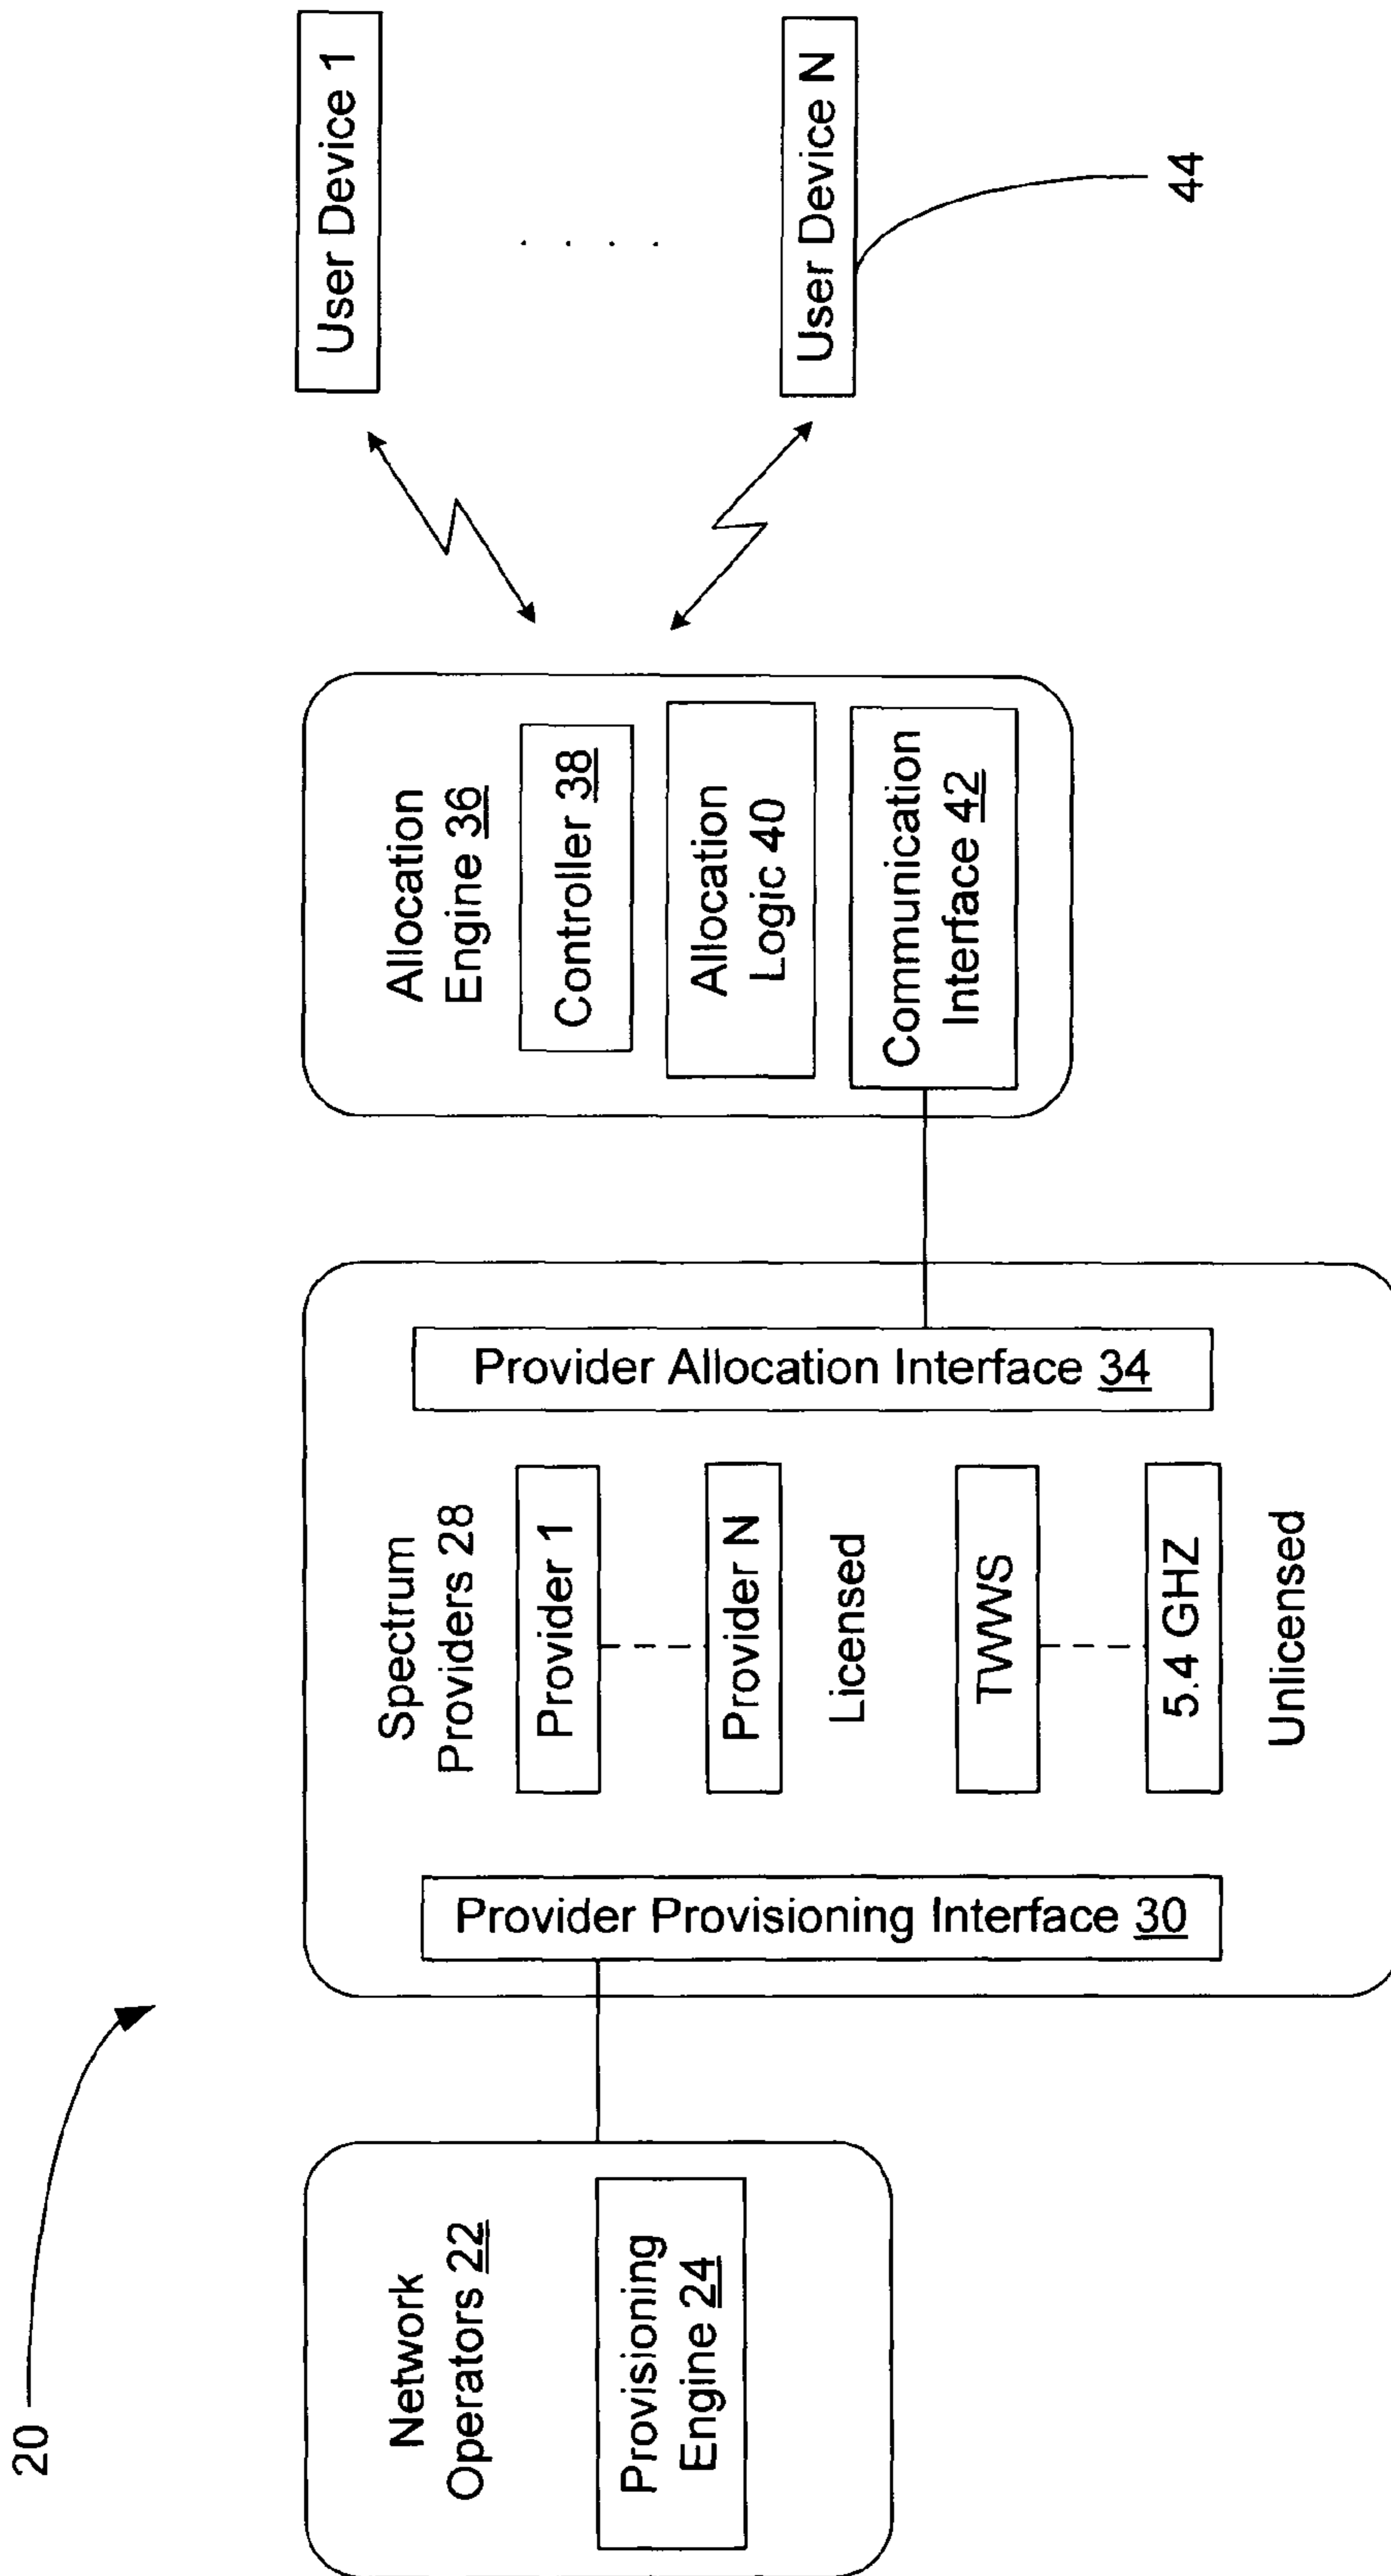 20
Network
Operators 22
Provisioning
Engine 24
Provider Provisioning Interface 30
Spectrum
Providers 28
Provider 1
Provider N
Licensed
TVWS
5.4 GHZ
Unlicensed
Provider Allocation Interface 34
Allocation
Engine 36
Controller 38
Allocation
Logic 40
Communication
Interface 42
User Device 1
User Device N
44